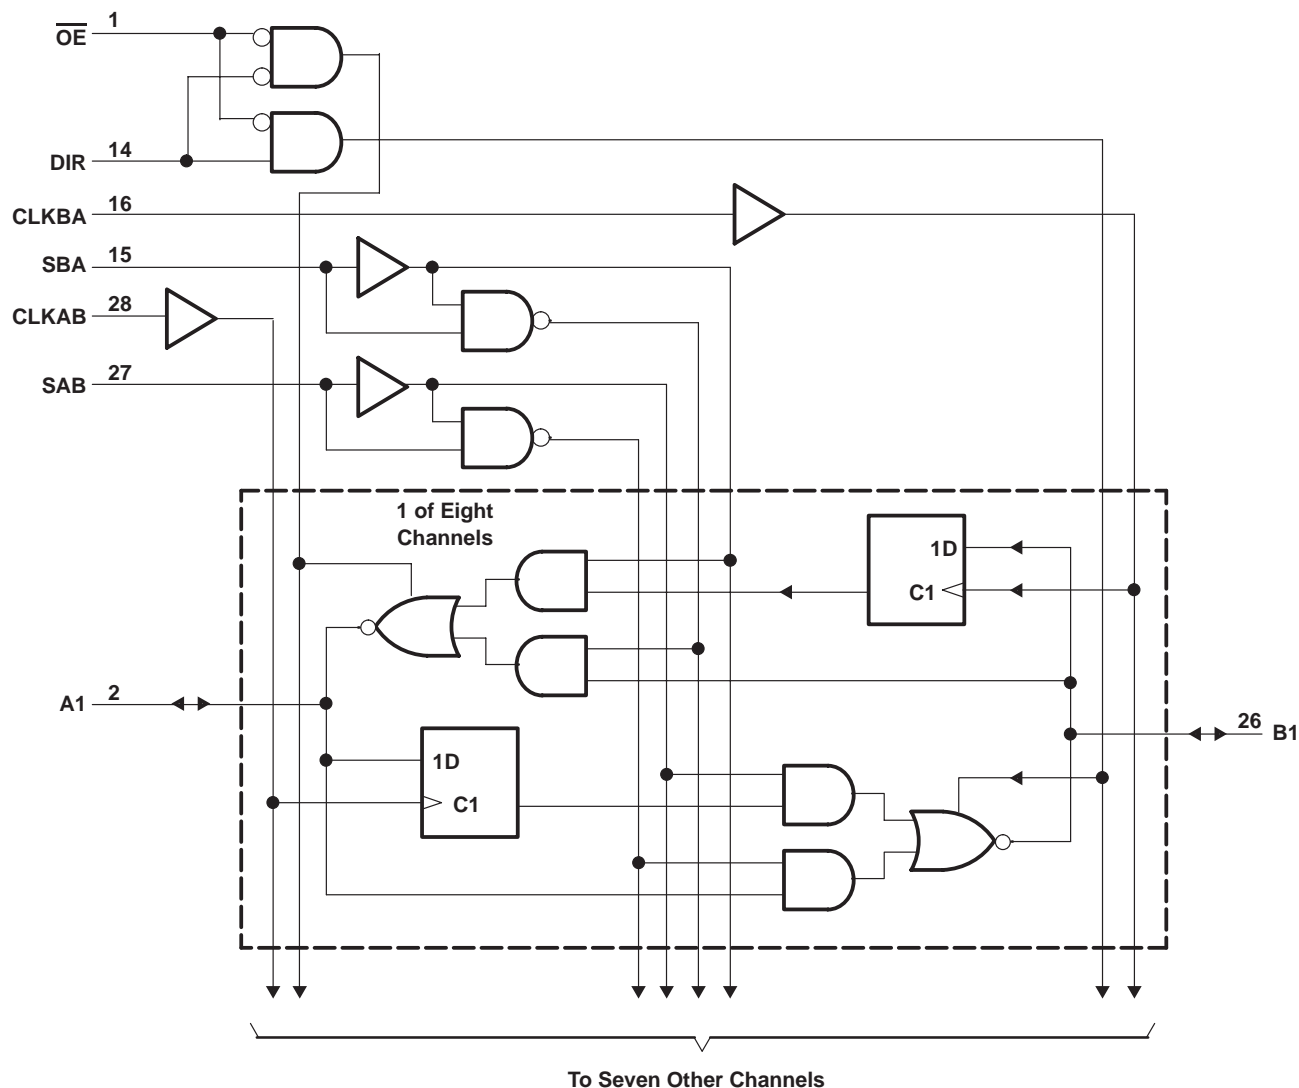 OE 1
DIR 14
CLKBA 16
SBA 15
CLKAB 28
SAB 27
1 of Eight
Channels
1D
C1
A1 2
1D
C1
26 B1
To Seven Other Channels